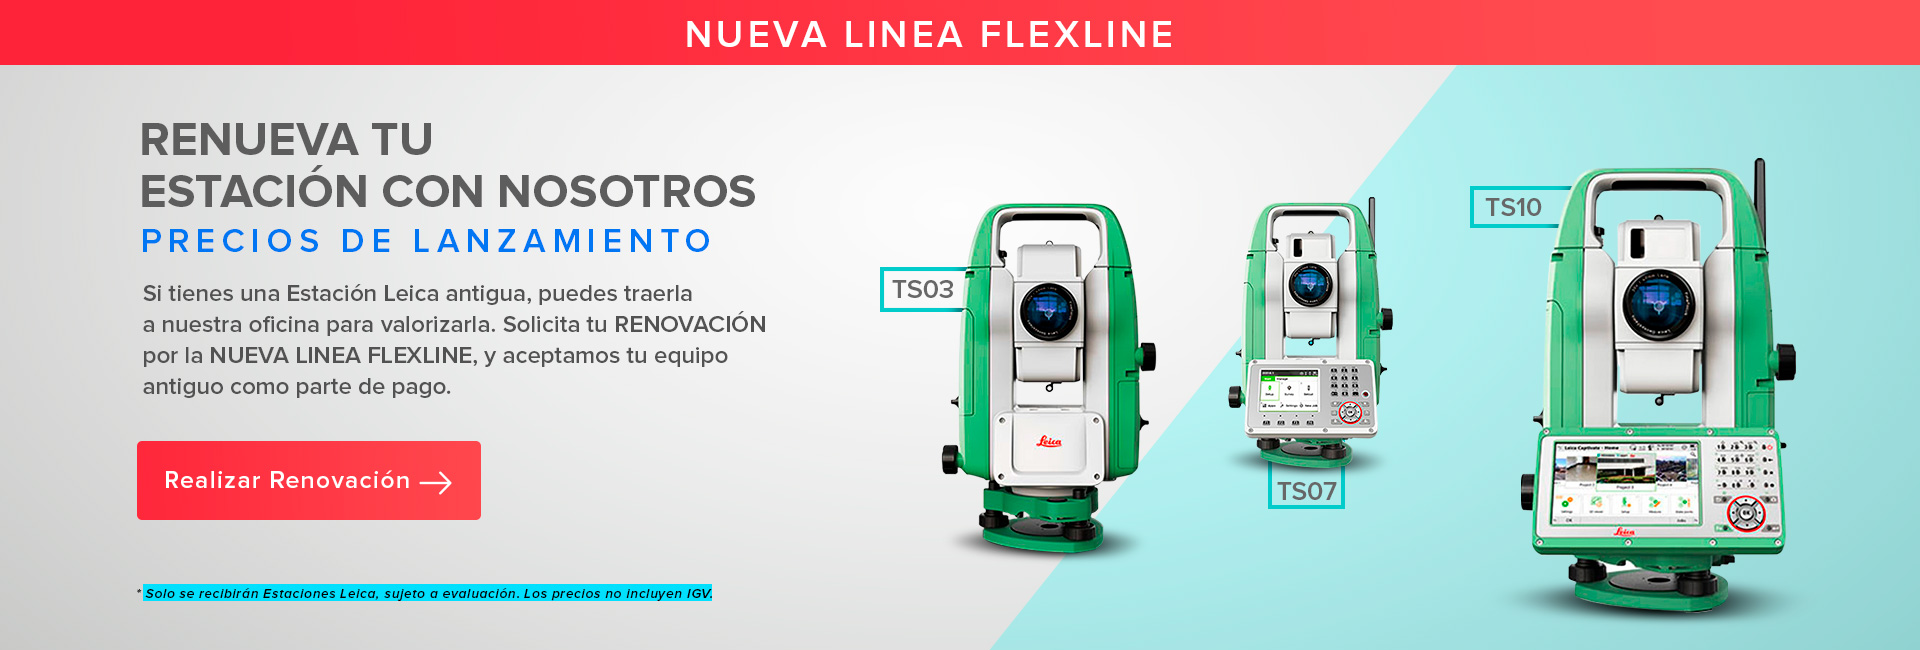 NUEVA LINEA FLEXLINE
RENUEVA TU
ESTACIÓN CON NOSOTROS
PRECIOS DE LANZAMIENTO
Si tienes una Estación Leica antigua, puedes traerla
a nuestra oficina para valorizarla. Solicita tu RENOVACIÓN
por la NUEVA LINEA FLEXLINE, y aceptamos tu equipo
antiguo como parte de pago.
Realizar Renovación
* Solo se recibirán Estaciones Leica, sujeto a evaluación. Los precios no incluyen IGV.
TS03
Leica
TS07
TS10
Leica Captivate - Home
Leica